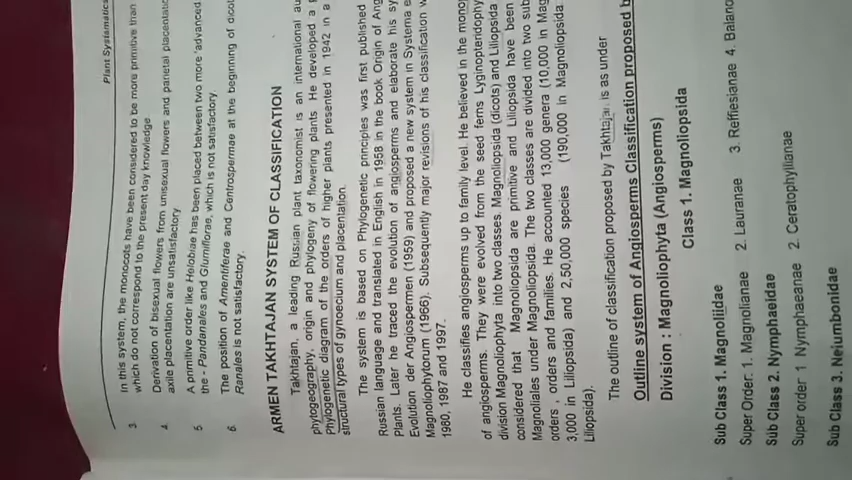 Plant Systematics
3. In this system, the monocots have been considered to be more primitive than
which do not correspond to the present day knowledge
4. Derivation of bisexual flowers from unisexual flowers and parietal
axile placentation are unsatisfactory
5. A primitive order like Helobiae has been placed between two more 'advanced
the - Pandanales and Glumiflorae, which is not satisfactory.
6. The position of Amentiferae and Centrospermae at the beginning of
Ranales is not satisfactory.
ARMEN TAKHTAJAN SYSTEM OF CLASSIFICATION
Takhtajan, a leading Russian plant taxonomist is an international
phytogeography, origin and phylogeny of flowering plants He developed a
Phylogenetic diagram of the orders of higher plants presented in 1942 in a
structural types of gynoecium and placentation.
The system is based on Phylogenetic principles was first published
Russian language and translated in English in 1958 in the book Origin of
Plants. Later he traced the evolution of angiosperms and elaborate his
Evolution der Angiospermen (1959) and proposed a new system in Systema
Magnoliophytorum (1966). Subsequently major revisions of his classification
1980, 1987 and 1997.
He classifies angiosperms up to family level. He believed in the
of angiosperms. They were evolved from the seed ferns
division Magnoliophyta into two classes. Magnoliopsida (dicots) and Liliopsida
considered that Magnoliopsida are primitive and Liliopsida have been
Magnoliales under Magnoliopsida. The two classes are divided into two
orders , orders and families. He accounted 13,000 genera (10,000 in
3,000 in Liliopsida) and 2,50,000 species (190,000 in Magnoliopsida
Liliopsida).
The outline of classification proposed by Takhtajan is as under
Outline system of Angiosperms Classification proposed
Division : Magnoliophyta (Angiosperms)
Class 1. Magnoliopsida
Sub Class 1. Magnoliidae
Super Order: 1. Magnolianae 2. Lauranae 3. Rafflesianae 4.
Sub Class 2. Nymphaeidae
Super order 1 Nymphaeanae 2. Ceratophyllianae
Sub Class 3. Nelumbonidae